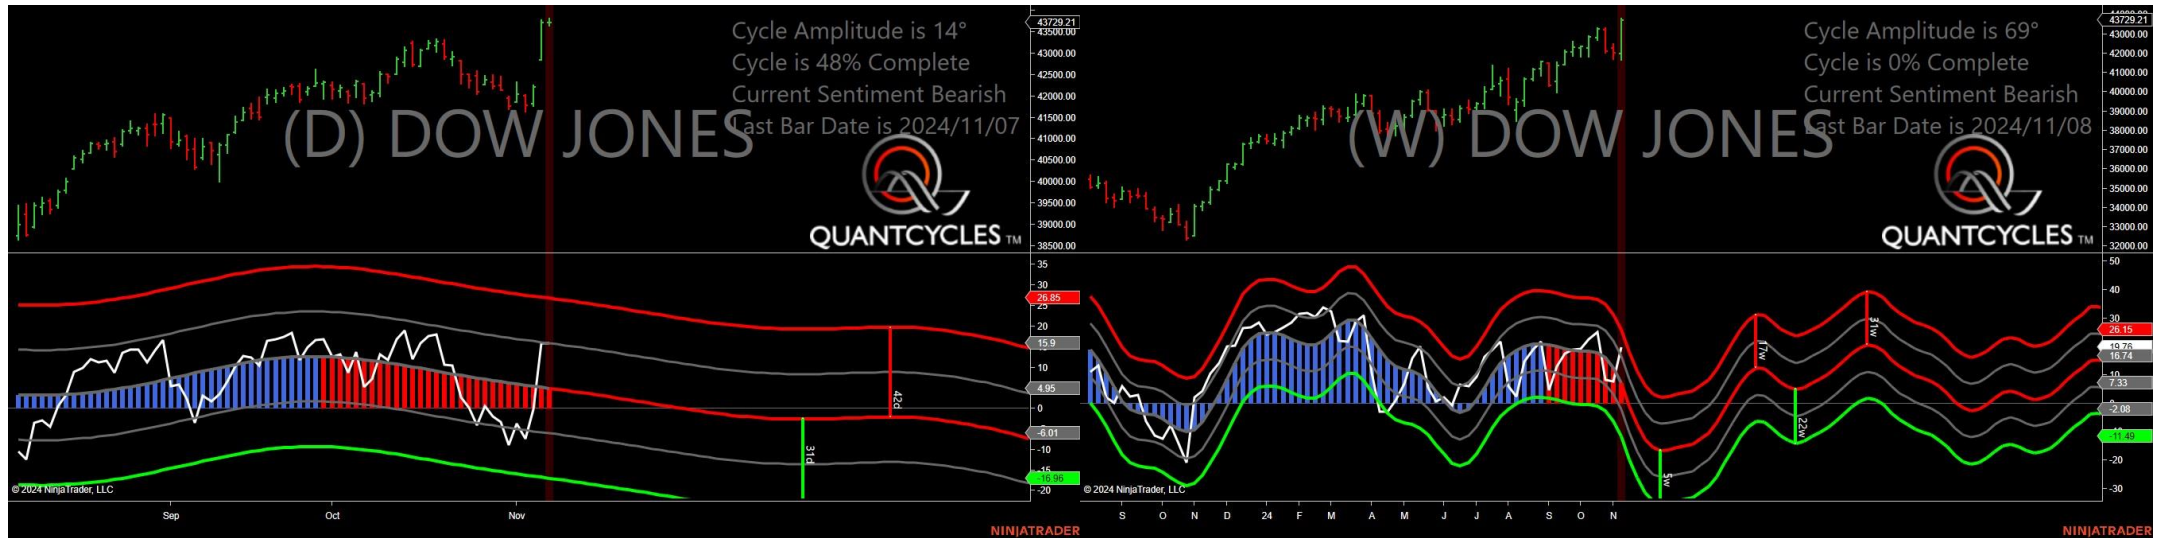 Cycle Amplitude is 14°
Cycle is 48% Complete
Current Sentiment Bearish
Last Bar Date is 2024/11/07
(D) DOW JONES
QUANTCYCLES TM
43729.21
43500.00
43000.00
42500.00
42000.00
41500.00
41000.00
40500.00
40000.00
39500.00
39000.00
38500.00
35
30
26.85
25
20
15.9
10
4.95
0
-6.01
-10
-15
-16.96
-20
42d
31d
© 2024 NinjaTrader, LLC
Sep Oct Nov
NINJATRADER
Cycle Amplitude is 69°
Cycle is 0% Complete
Current Sentiment Bearish
Last Bar Date is 2024/11/08
(W) DOW JONES
QUANTCYCLES TM
43729.21
43000.00
42000.00
41000.00
40000.00
39000.00
38000.00
37000.00
36000.00
35000.00
34000.00
33000.00
32000.00
50
40
30
26.15
19.76
16.74
10
7.33
-2.08
-11.49
-20
-30
17w
31w
22w
5w
© 2024 NinjaTrader, LLC
S O N D 24 F M A M J J A S O N
NINJATRADER